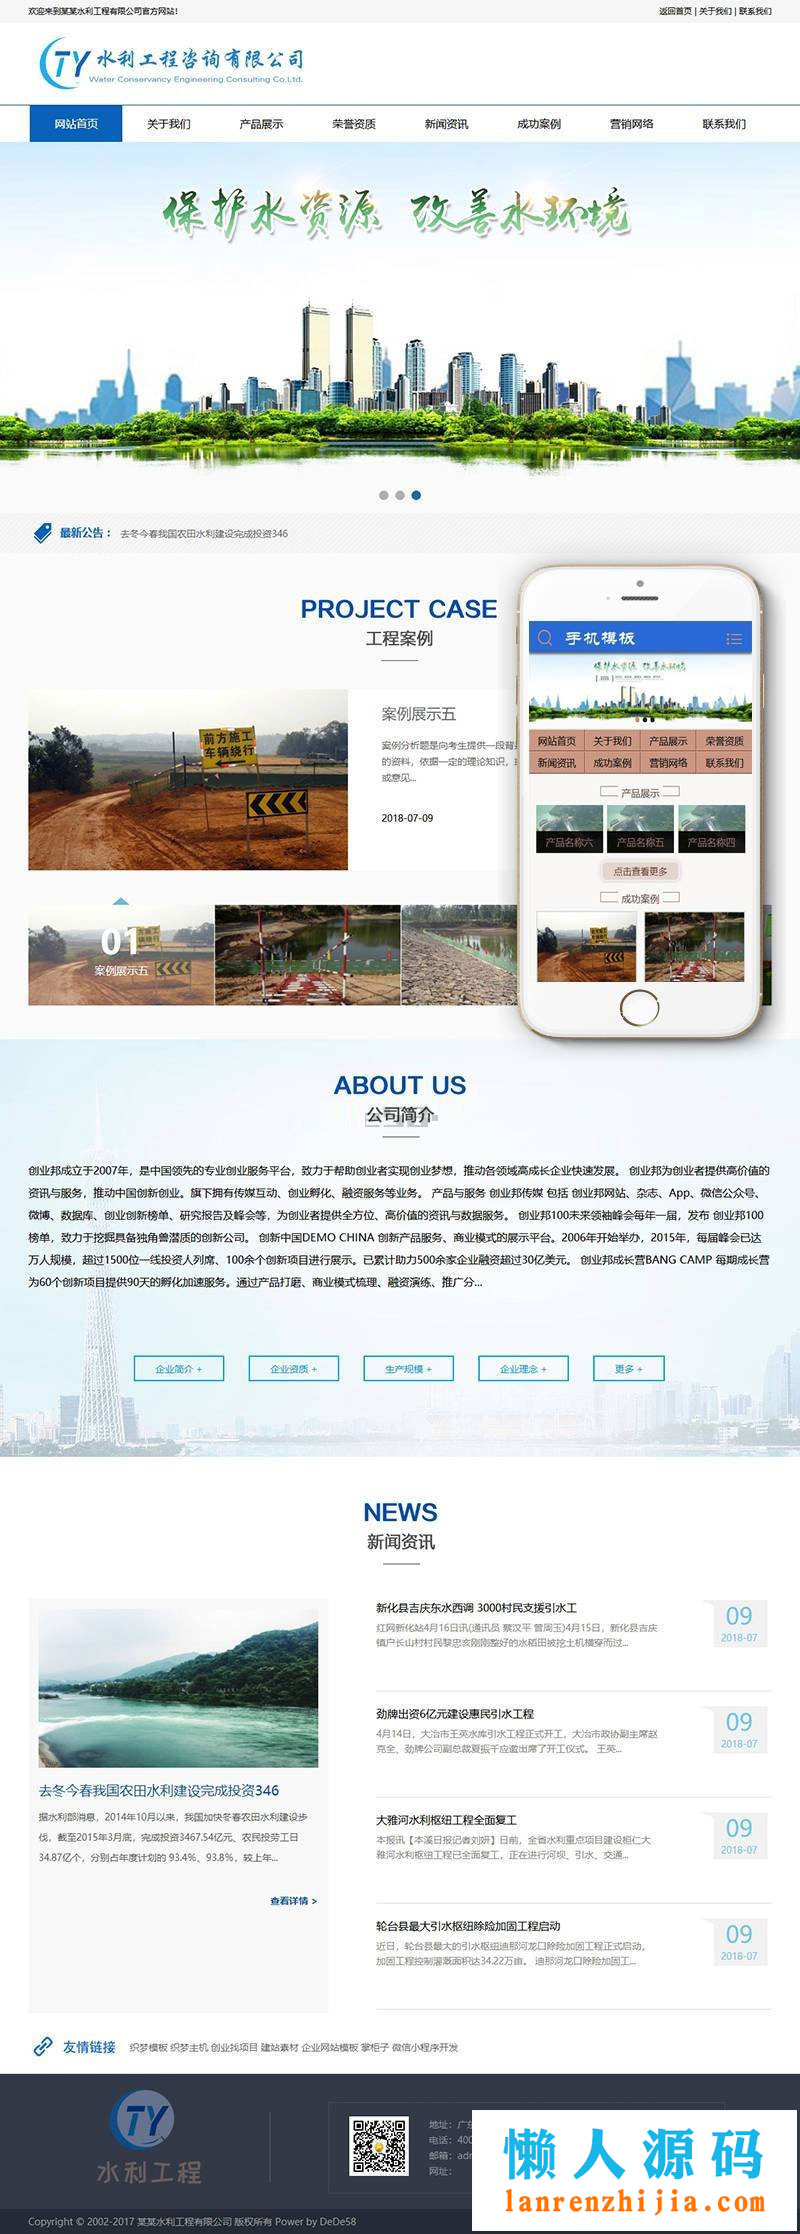 欢迎来到某某水利工程有限公司官方网站!
返回首页 | 关于我们 | 联系我们
TY 水利工程咨询有限公司
Water Conservancy Engineering Consulting Co.Ltd.
网站首页 关于我们 产品展示 荣誉资质 新闻资讯 成功案例 营销网络 联系我们
保护水资源 改善水环境
最新公告： 去冬今春我国农田水利建设完成投资346
PROJECT CASE
工程案例
前方施工
车辆绕行
案例展示五
案例分析题是向考生提供一段背
的资料，依据一定的理论知识，
或意见...
2018-07-09
01
案例展示五
手机模板
保护水资源 改善水环境
网站首页 关于我们 产品展示 荣誉资质
新闻资讯 成功案例 营销网络 联系我们
产品展示
产品名称六 产品名称五 产品名称四
点击查看更多
成功案例
ABOUT US
公司简介
创业邦成立于2007年，是中国领先的专业创业服务平台，致力于帮助创业者实现创业梦想，推动各领域高成长企业快速发展。 创业邦为创业者提供高价值的
资讯与服务，推动中国创新创业。旗下拥有传媒互动、创业孵化、融资服务等业务。 产品与服务 创业邦传媒 包括 创业邦网站、杂志、App、微信公众号、
微博、数据库、创业创新榜单、研究报告及峰会等，为创业者提供全方位、高价值的资讯与数据服务。 创业邦100未来领袖峰会每年一届，发布 创业邦100
榜单，致力于挖掘具备独角兽潜质的创新公司。 创新中国DEMO CHINA 创新产品服务、商业模式的展示平台。2006年开始举办，2015年，每届峰会已达
万人规模，超过1500位一线投资人列席、100余个创新项目进行展示。已累计助力500余家企业融资超过30亿美元。 创业邦成长营BANG CAMP 每期成长营
为60个创新项目提供90天的孵化加速服务。通过产品打磨、商业模式梳理、融资演练、推广分...
企业简介 + 企业资质 + 生产规模 + 企业理念 + 更多 +
NEWS
新闻资讯
去冬今春我国农田水利建设完成投资346
据水利部消息，2014年10月以来，我国加快冬春农田水利建设步
伐，截至2015年3月底，完成投资3467.54亿元、农民投劳工日
34.87亿个，分别占年度计划的 93.4%、93.8%，较上年...
查看详情 >
新化县吉庆东水西调 3000村民支援引水工
红网新化站4月16日讯(通讯员 蔡汉平 曾周玉)4月15日，新化县吉庆
镇户长山村村民黎忠亥刚刚整好的水稻田被挖土机横穿而过...
09
2018-07
劲牌出资6亿元建设惠民引水工程
4月14日，大冶市王英水库引水工程正式开工，大冶市政协副主席赵
克全、劲牌公司副总裁夏振千应邀出席了开工仪式。 王英...
09
2018-07
大雅河水利枢纽工程全面复工
本报讯【本溪日报记者刘妍】日前，全省水利重点项目建设桓仁大
雅河水利枢纽工程已全面复工，正在进行河坝、引水、交通...
09
2018-07
轮台县最大引水枢纽除险加固工程启动
近日，轮台县最大的引水枢纽迪那河龙口除险加固工程正式启动，
加固工程控制灌溉面积达34.22万亩。 迪那河龙口除险加固工...
09
2018-07
友情链接 织梦模板 织梦主机 创业找项目 建站素材 企业网站模板 掌柜子 微信小程序开发
TY
水利工程
地址：广东
电话：400
邮箱：adm
网址：
Copyright © 2002-2017 某某水利工程有限公司 版权所有 Power by DeDe58
懒人源码
lanrenzhijia.com